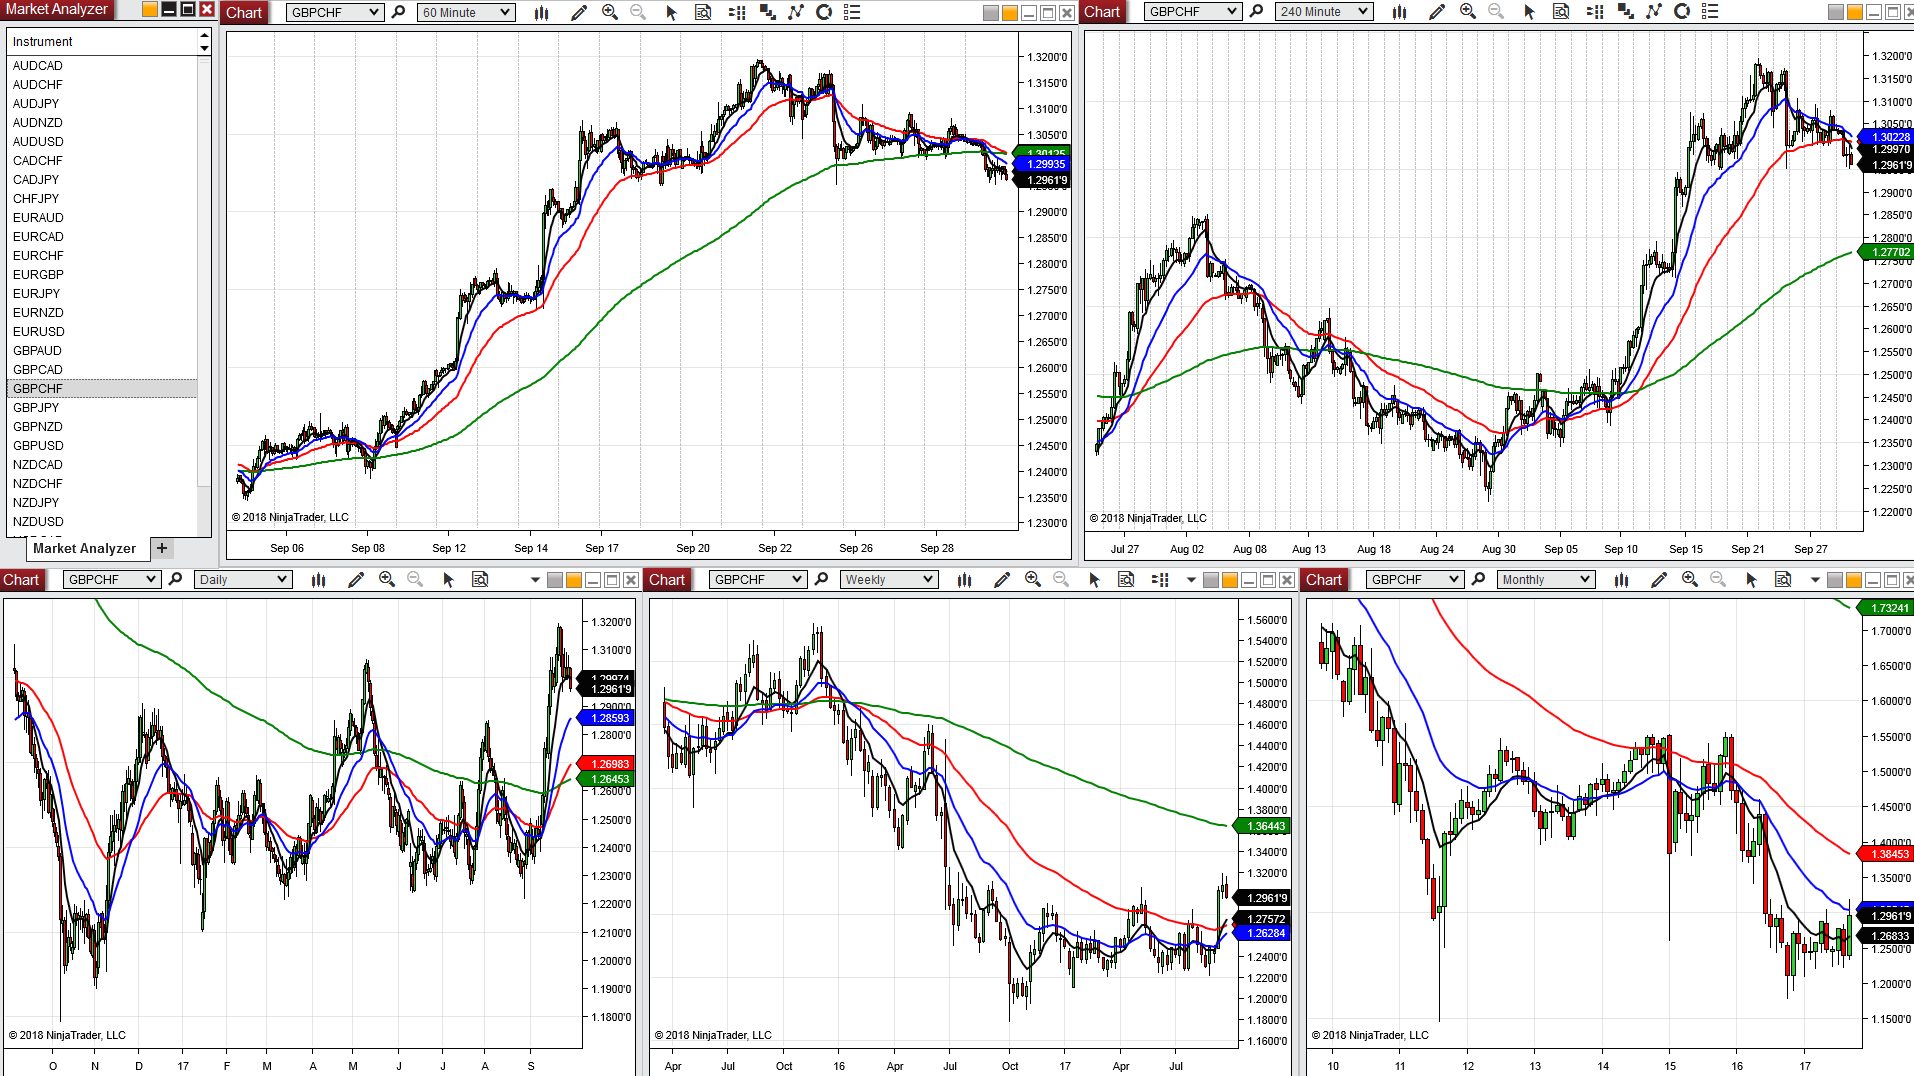 Market Analyzer
Instrument
AUDCAD
AUDCHF
AUDJPY
AUDNZD
AUDUSD
CADCHF
CADJPY
CHFJPY
EURAUD
EURCAD
EURCHF
EURGBP
EURJPY
EURNZD
EURUSD
GBPAUD
GBPCAD
GBPCHF
GBPJPY
GBPNZD
GBPUSD
NZDCAD
NZDCHF
NZDJPY
NZDUSD
Market Analyzer +
Chart GBPCHF 60 Minute
1.3200'0
1.3150'0
1.3100'0
1.3050'0
1.30125
1.29935
1.2961'9
1.2900'0
1.2850'0
1.2800'0
1.2750'0
1.2700'0
1.2650'0
1.2600'0
1.2550'0
1.2500'0
1.2450'0
1.2400'0
1.2350'0
1.2300'0
© 2018 NinjaTrader, LLC
Sep 06 Sep 08 Sep 12 Sep 14 Sep 17 Sep 20 Sep 22 Sep 26 Sep 28
Chart GBPCHF 240 Minute
1.3200'0
1.3150'0
1.3100'0
1.3050'0
1.30228
1.29970
1.2961'9
1.2900'0
1.2850'0
1.2800'0
1.27702
1.2750'0
1.2700'0
1.2650'0
1.2600'0
1.2550'0
1.2500'0
1.2450'0
1.2400'0
1.2350'0
1.2300'0
1.2250'0
1.2200'0
© 2018 NinjaTrader, LLC
Jul 27 Aug 02 Aug 08 Aug 13 Aug 18 Aug 24 Aug 30 Sep 05 Sep 10 Sep 15 Sep 21 Sep 27
Chart GBPCHF Daily
1.3200'0
1.3100'0
1.29974
1.2961'9
1.2900'0
1.28593
1.2800'0
1.26983
1.26453
1.2600'0
1.2500'0
1.2400'0
1.2300'0
1.2200'0
1.2100'0
1.2000'0
1.1900'0
1.1800'0
© 2018 NinjaTrader, LLC
O N D 17 F M A M J J A S
Chart GBPCHF Weekly
1.5600'0
1.5400'0
1.5200'0
1.5000'0
1.4800'0
1.4600'0
1.4400'0
1.4200'0
1.4000'0
1.3800'0
1.36443
1.3400'0
1.3200'0
1.2961'9
1.27572
1.26284
1.2400'0
1.2200'0
1.2000'0
1.1800'0
1.1600'0
© 2018 NinjaTrader, LLC
Apr Jul Oct 16 Apr Jul Oct 17 Apr Jul
Chart GBPCHF Monthly
1.73241
1.7000'0
1.6500'0
1.6000'0
1.5500'0
1.5000'0
1.4500'0
1.4000'0
1.38453
1.3500'0
1.2961'9
1.26833
1.2500'0
1.2000'0
1.1500'0
© 2018 NinjaTrader, LLC
10 11 12 13 14 15 16 17